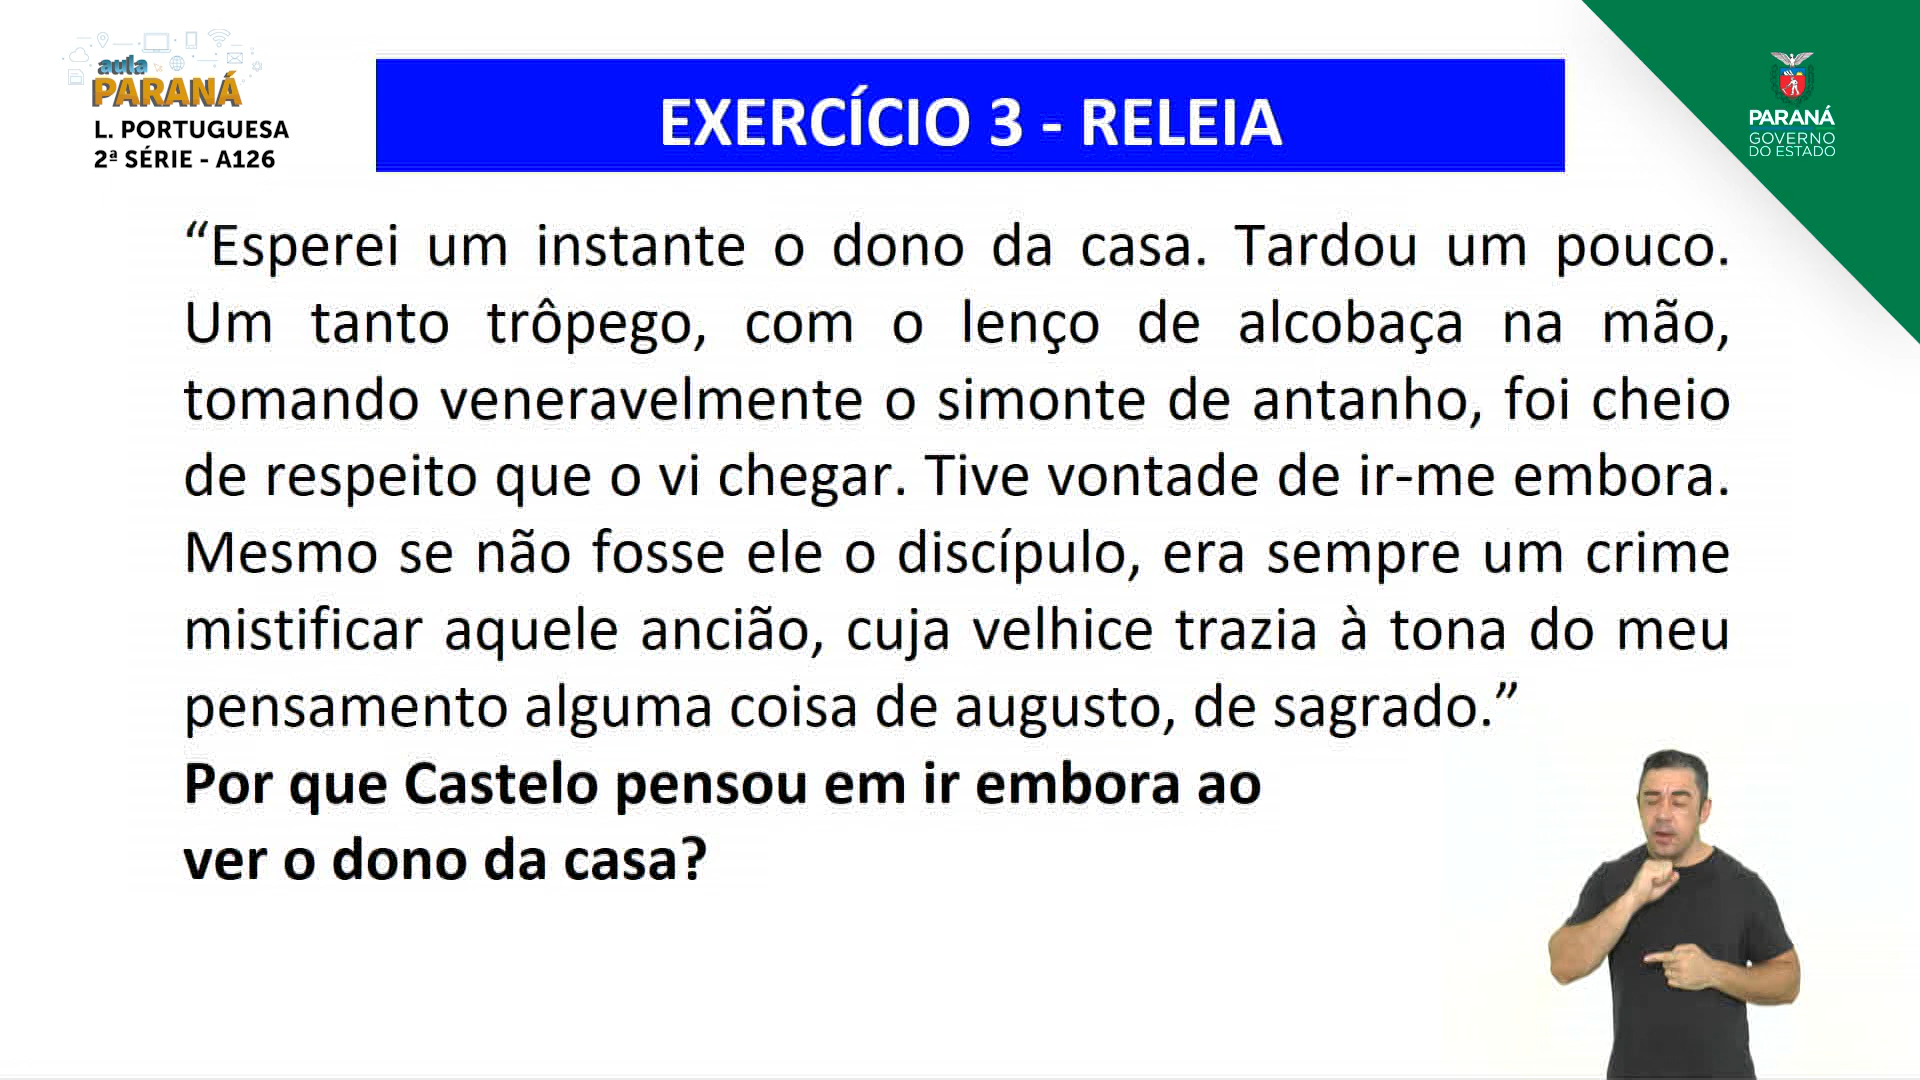 aula
PARANÁ
L. PORTUGUESA
2ª SÉRIE - A126
EXERCÍCIO 3 - RELEIA
PARANÁ
GOVERNO
DO ESTADO
“Esperei um instante o dono da casa. Tardou um pouco.
Um tanto trôpego, com o lenço de alcobaça na mão,
tomando veneravelmente o simonte de antanho, foi cheio
de respeito que o vi chegar. Tive vontade de ir-me embora.
Mesmo se não fosse ele o discípulo, era sempre um crime
mistificar aquele ancião, cuja velhice trazia à tona do meu
pensamento alguma coisa de augusto, de sagrado.”
Por que Castelo pensou em ir embora ao
ver o dono da casa?